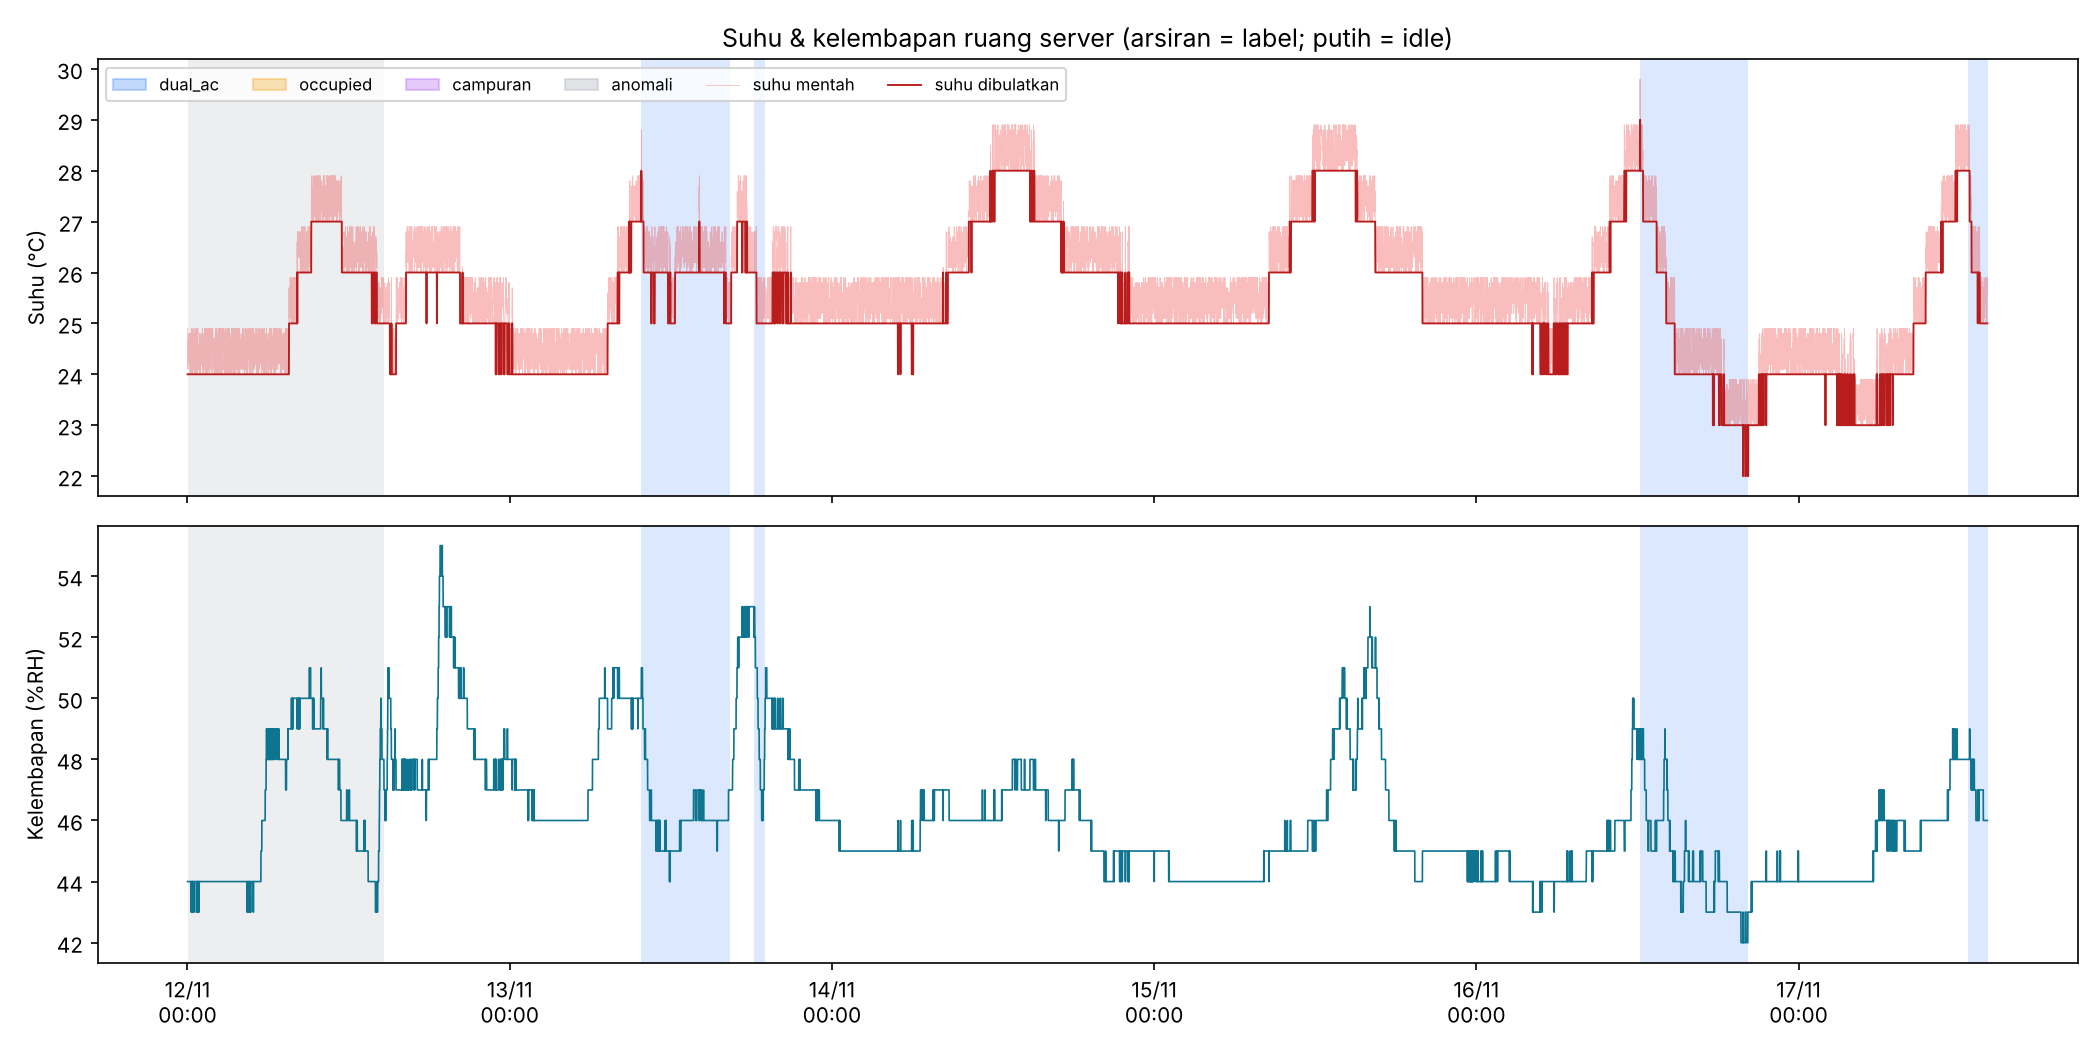 Suhu & kelembapan ruang server (arsiran = label; putih = idle)
dual_ac occupied campuran anomali suhu mentah suhu dibulatkan
Suhu (°C)
30
29
28
27
26
25
24
23
22
Kelembapan (%RH)
54
52
50
48
46
44
42
12/11 13/11 14/11 15/11 16/11 17/11
00:00 00:00 00:00 00:00 00:00 00:00